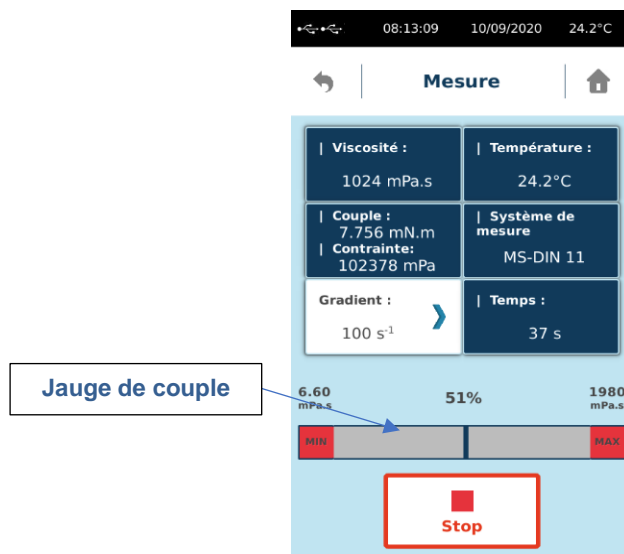 08:13:09 10/09/2020 24.2°C
Mesure
| Viscosité :
1024 mPa.s
| Température :
24.2°C
| Couple :
7.756 mN.m
| Contrainte:
102378 mPa
| Système de
mesure
MS-DIN 11
Gradient :
100 s⁻¹
| Temps :
37 s
Jauge de couple
6.60
mPa.s
51%
1980
mPa.s
MIN
MAX
Stop